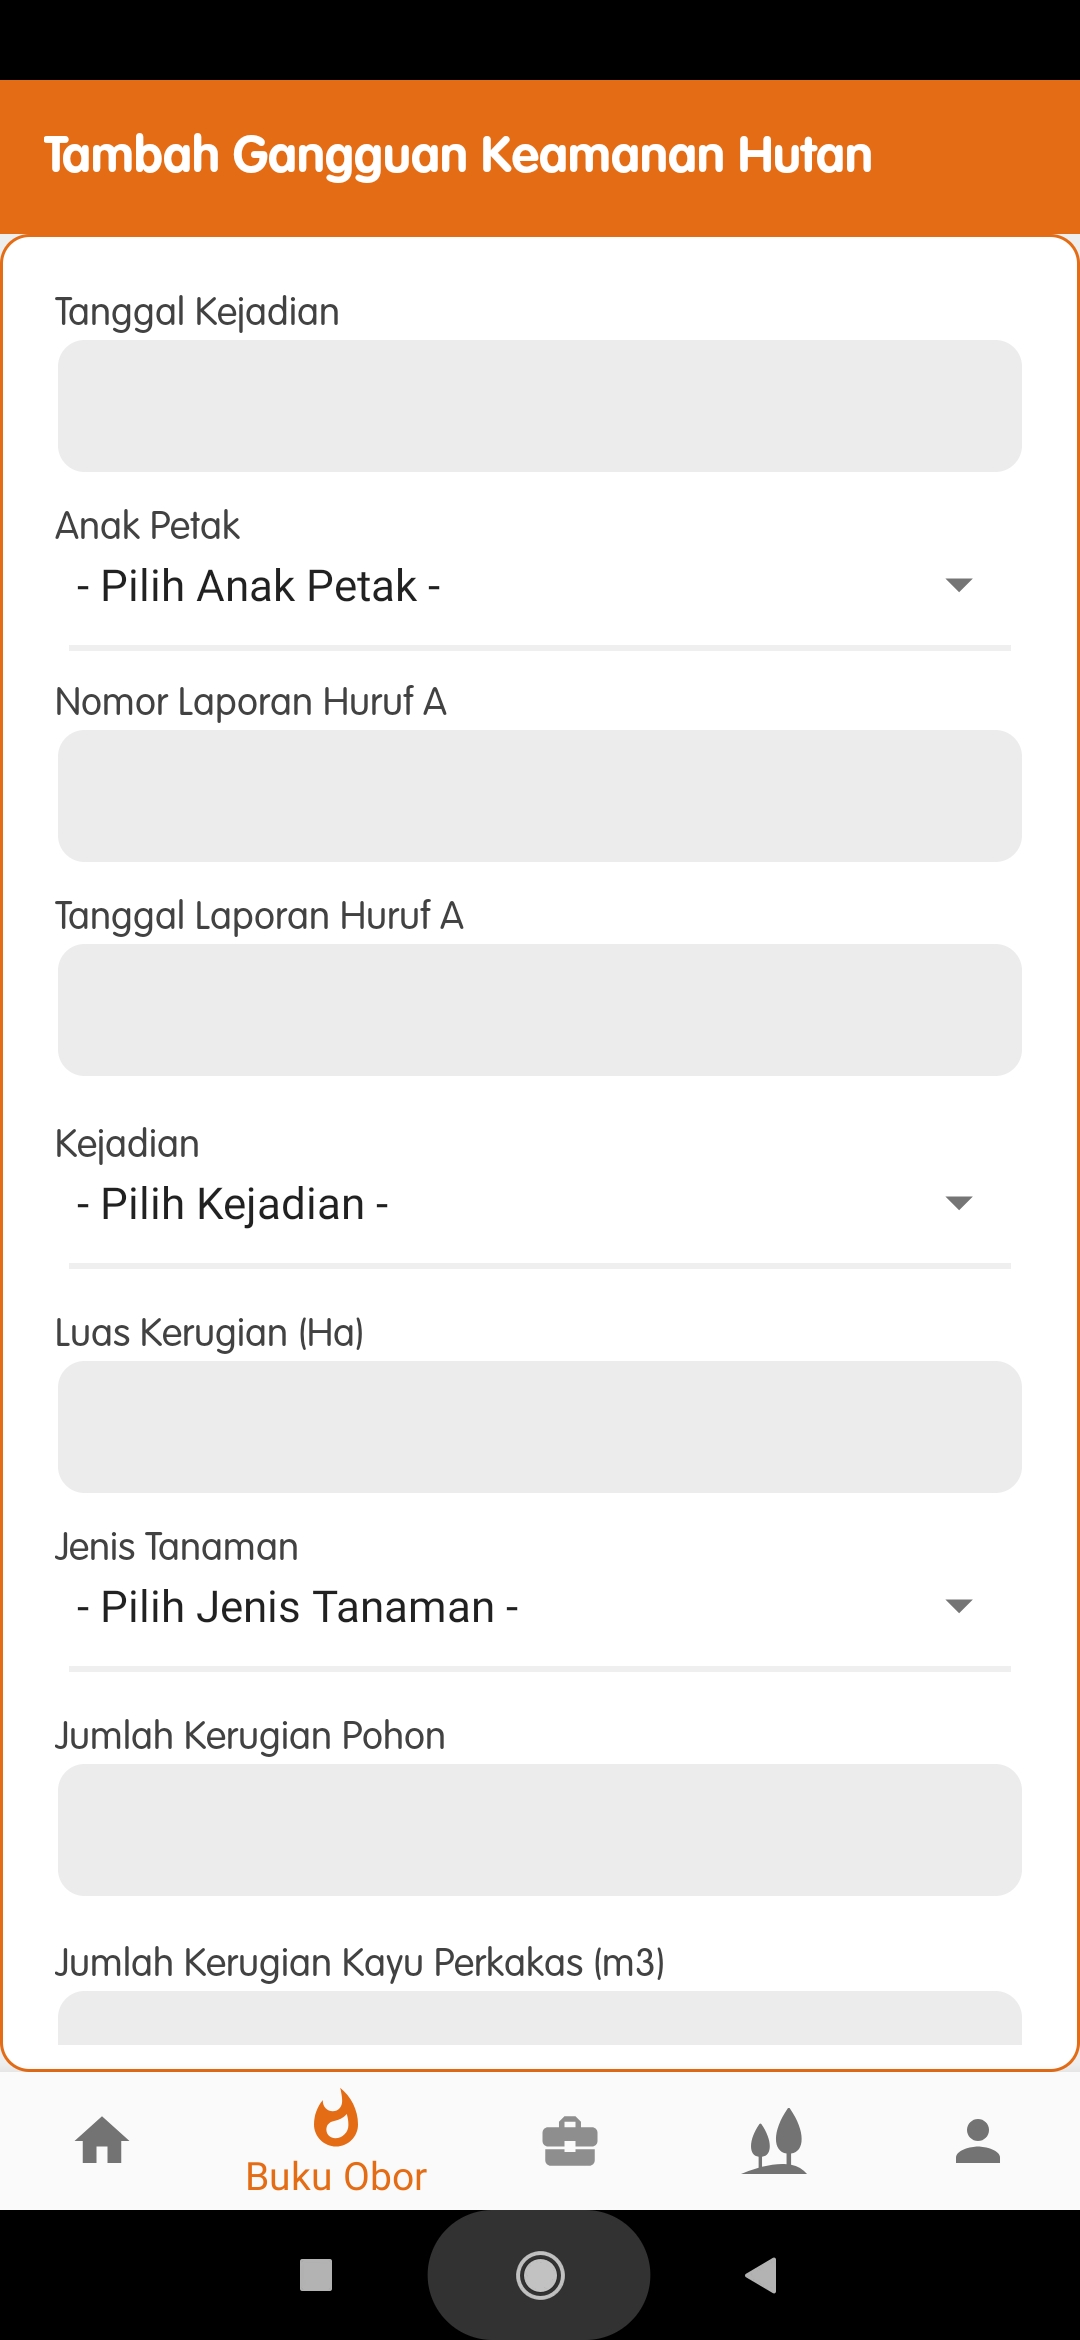 Tambah Gangguan Keamanan Hutan
Tanggal Kejadian
Anak Petak
- Pilih Anak Petak -
Nomor Laporan Huruf A
Tanggal Laporan Huruf A
Kejadian
- Pilih Kejadian -
Luas Kerugian (Ha)
Jenis Tanaman
- Pilih Jenis Tanaman -
Jumlah Kerugian Pohon
Jumlah Kerugian Kayu Perkakas (m3)
Buku Obor